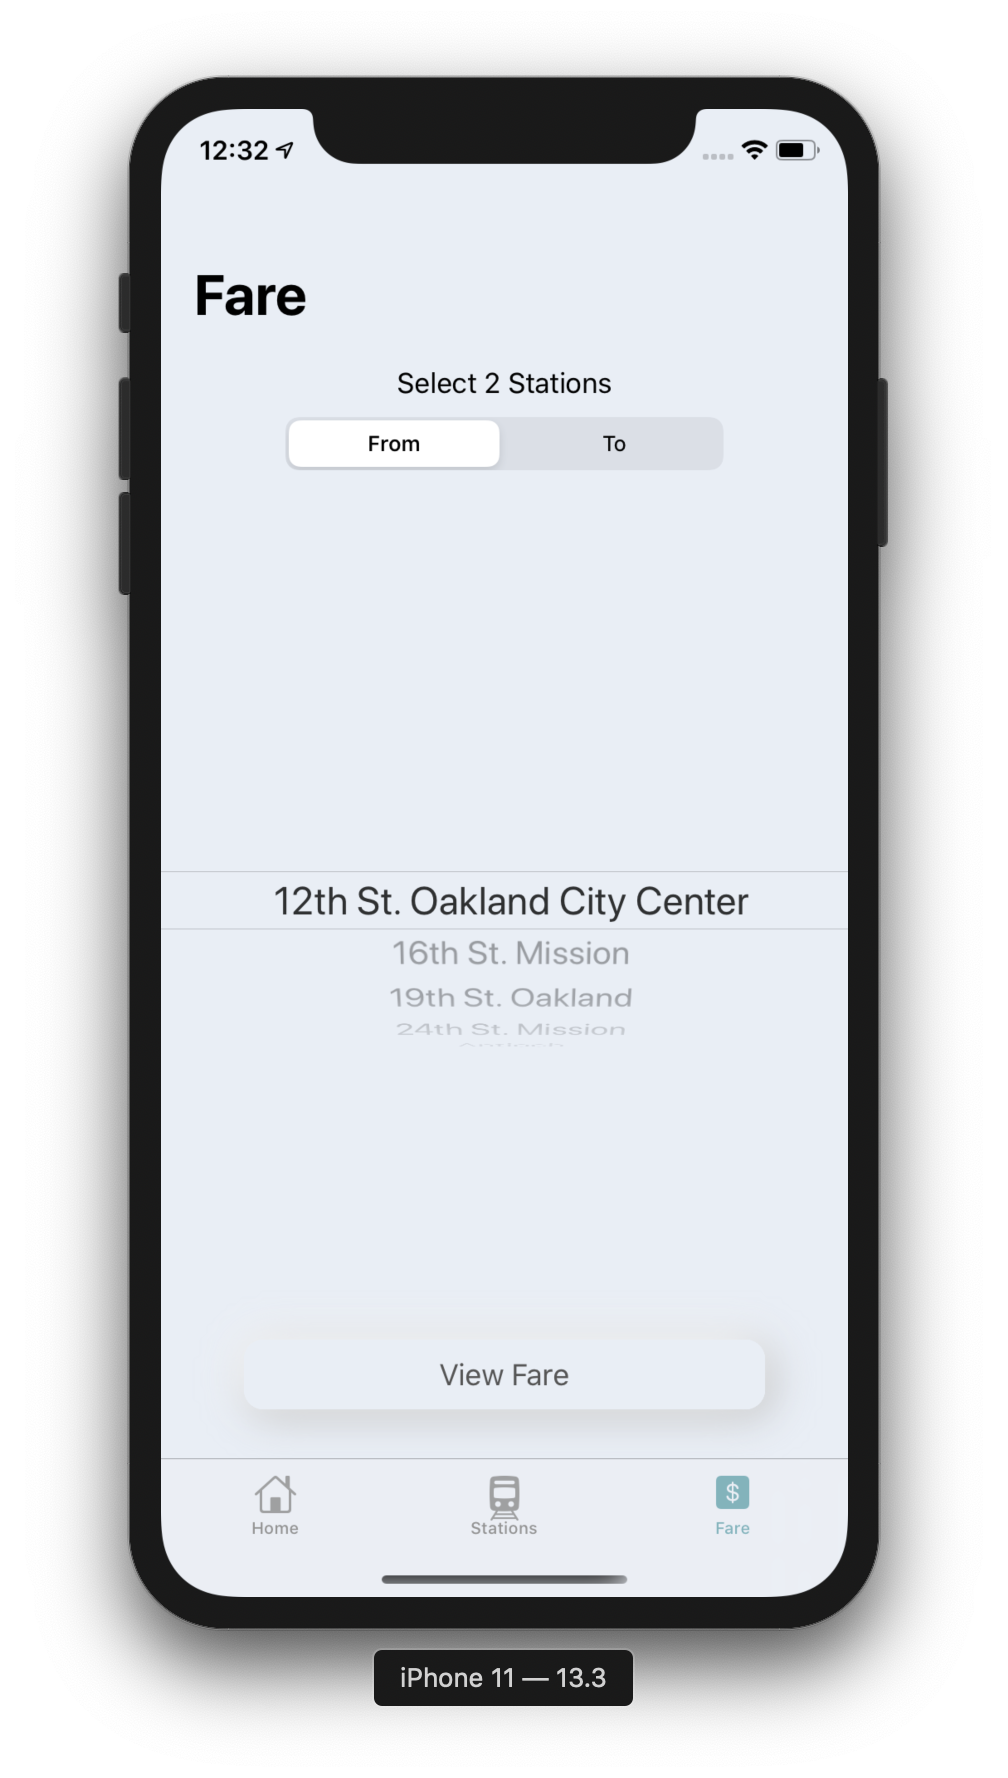 12:32
Fare
Select 2 Stations
From To
12th St. Oakland City Center
16th St. Mission
19th St. Oakland
24th St. Mission
Antioch
View Fare
$
Home Stations Fare
iPhone 11 — 13.3